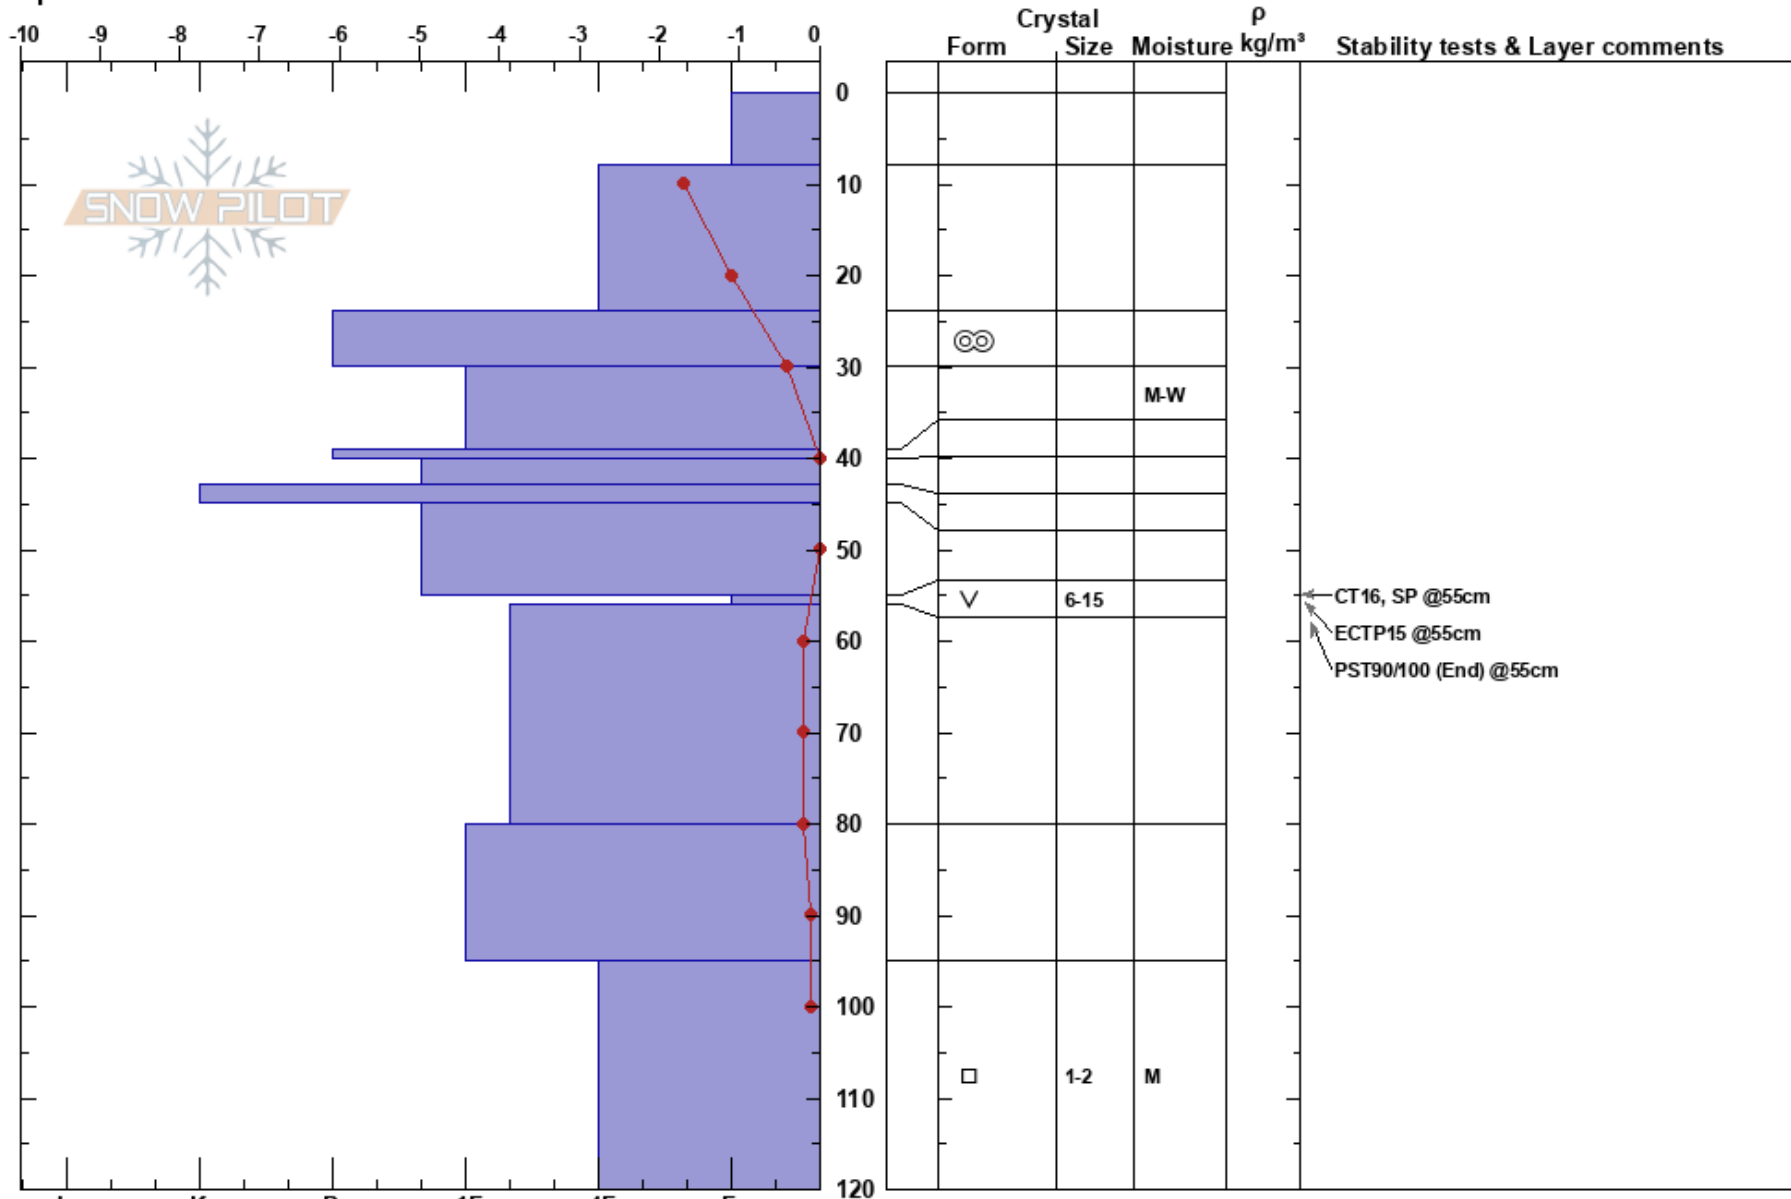 Crystal ρ
-10 -9 -8 -7 -6 -5 -4 -3 -2 -1 0 Form Size Moisture kg/m³ Stability tests & Layer comments
0
SNOW PILOT
10
20
30
M-W
40
50
6-15 CT16, SP @55cm
ECTP15 @55cm
60
PST90/100 (End) @55cm
70
80
90
100
1-2 M
110
120